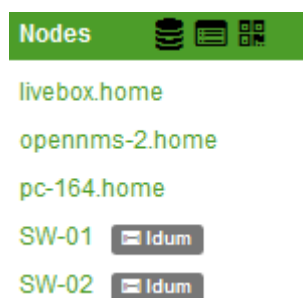 Nodes
livebox.home
opennms-2.home
pc-164.home
SW-01 Idum
SW-02 Idum